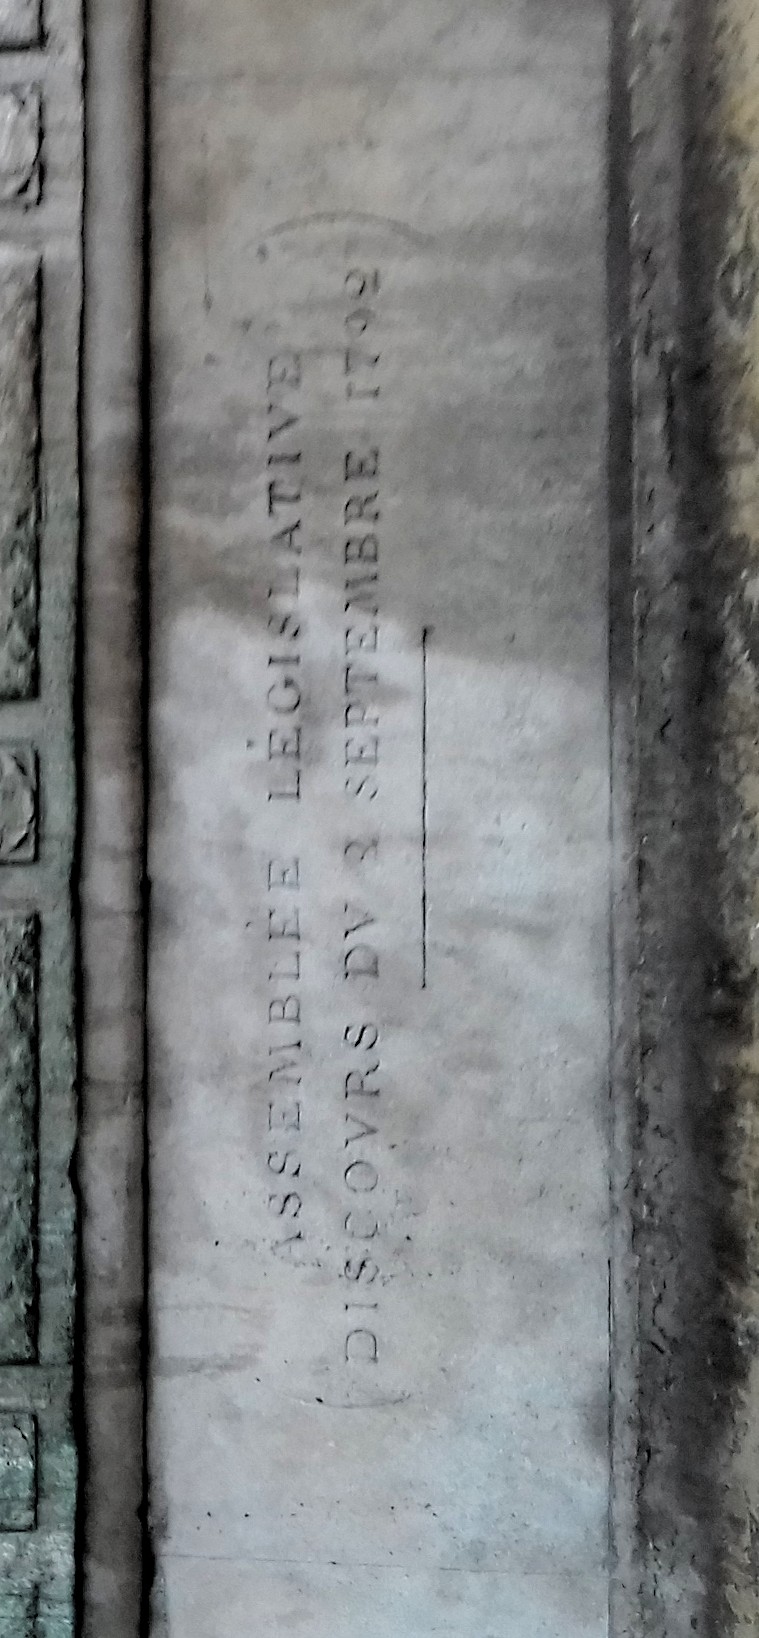 ASSEMBLÉE LÉGISLATIVE
(DISCOVRS DV 2 SEPTEMBRE 1792)